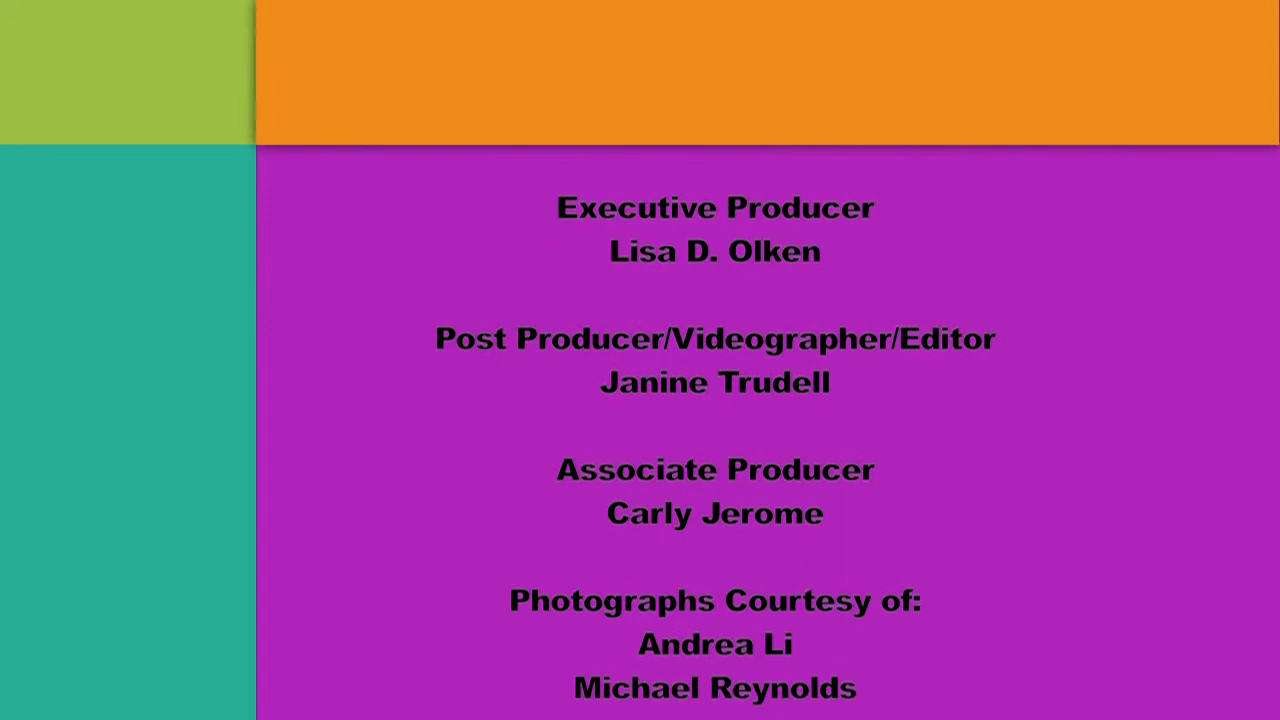 Executive Producer
Lisa D. Olken
Post Producer/Videographer/Editor
Janine Trudell
Associate Producer
Carly Jerome
Photographs Courtesy of:
Andrea Li
Michael Reynolds